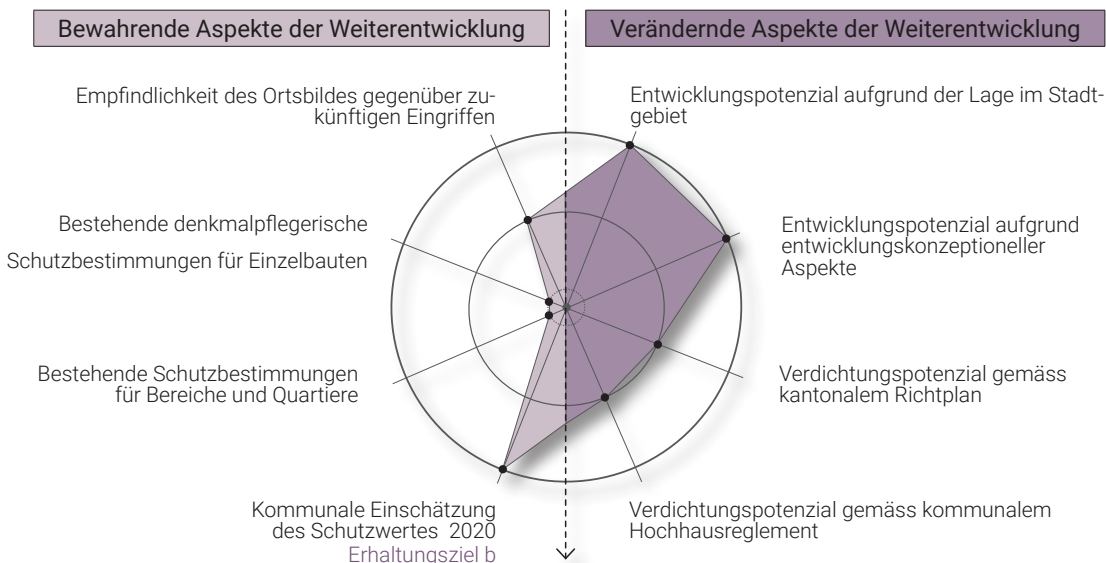 Bewahrende Aspekte der Weiterentwicklung
Verändernde Aspekte der Weiterentwicklung
Empfindlichkeit des Ortsbildes gegenüber zu-
künftigen Eingriffen
Entwicklungspotenzial aufgrund der Lage im Stadt-
gebiet
Bestehende denkmalpflegerische
Schutzbestimmungen für Einzelbauten
Entwicklungspotenzial aufgrund
entwicklungskonzeptioneller
Aspekte
Bestehende Schutzbestimmungen
für Bereiche und Quartiere
Verdichtungspotenzial gemäss
kantonalem Richtplan
Kommunale Einschätzung
des Schutzwertes 2020
Erhaltungsziel b
Verdichtungspotenzial gemäss kommunalem
Hochhausreglement